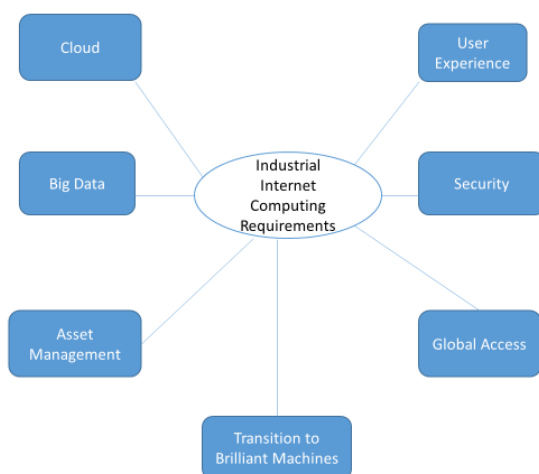 Cloud
User
Experience
Industrial
Internet
Computing
Requirements
Big Data
Security
Asset
Management
Global Access
Transition to
Brilliant Machines